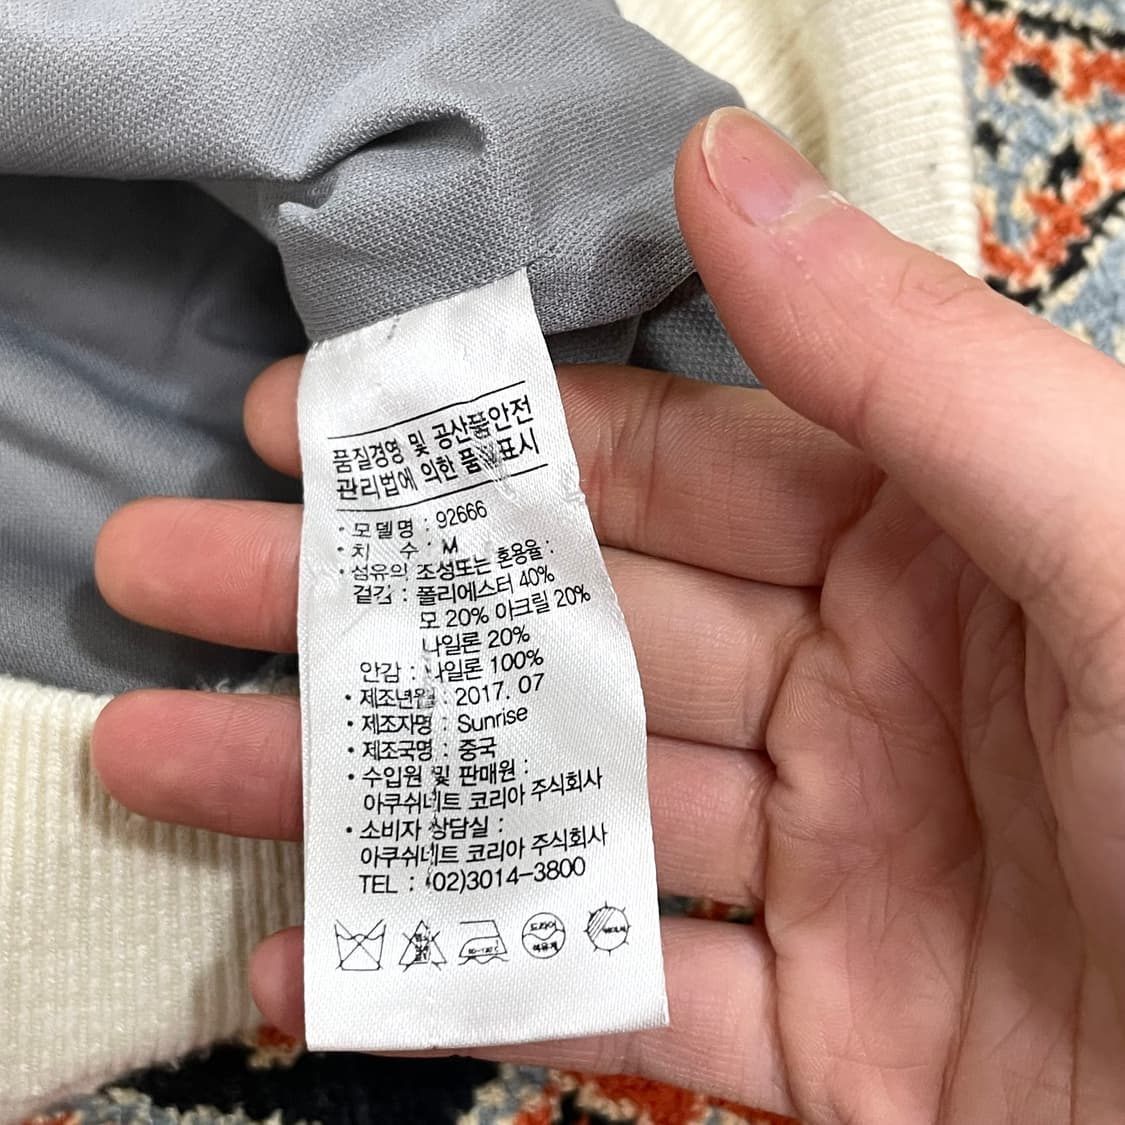 품질경영 및 공산품안전
관리법에 의한 품질표시
• 모델명 : 92666
• 치 수 : M
• 섬유의 조성또는 혼용율 :
겉감 : 폴리에스터 40%
모 20% 아크릴 20%
나일론 20%
안감 : 나일론 100%
• 제조년월 : 2017. 07
• 제조자명 : Sunrise
• 제조국명 : 중국
• 수입원 및 판매원 :
아쿠쉬네트 코리아 주식회사
• 소비자 상담실 :
아쿠쉬네트 코리아 주식회사
TEL : (02)3014-3800
드라이
석유계